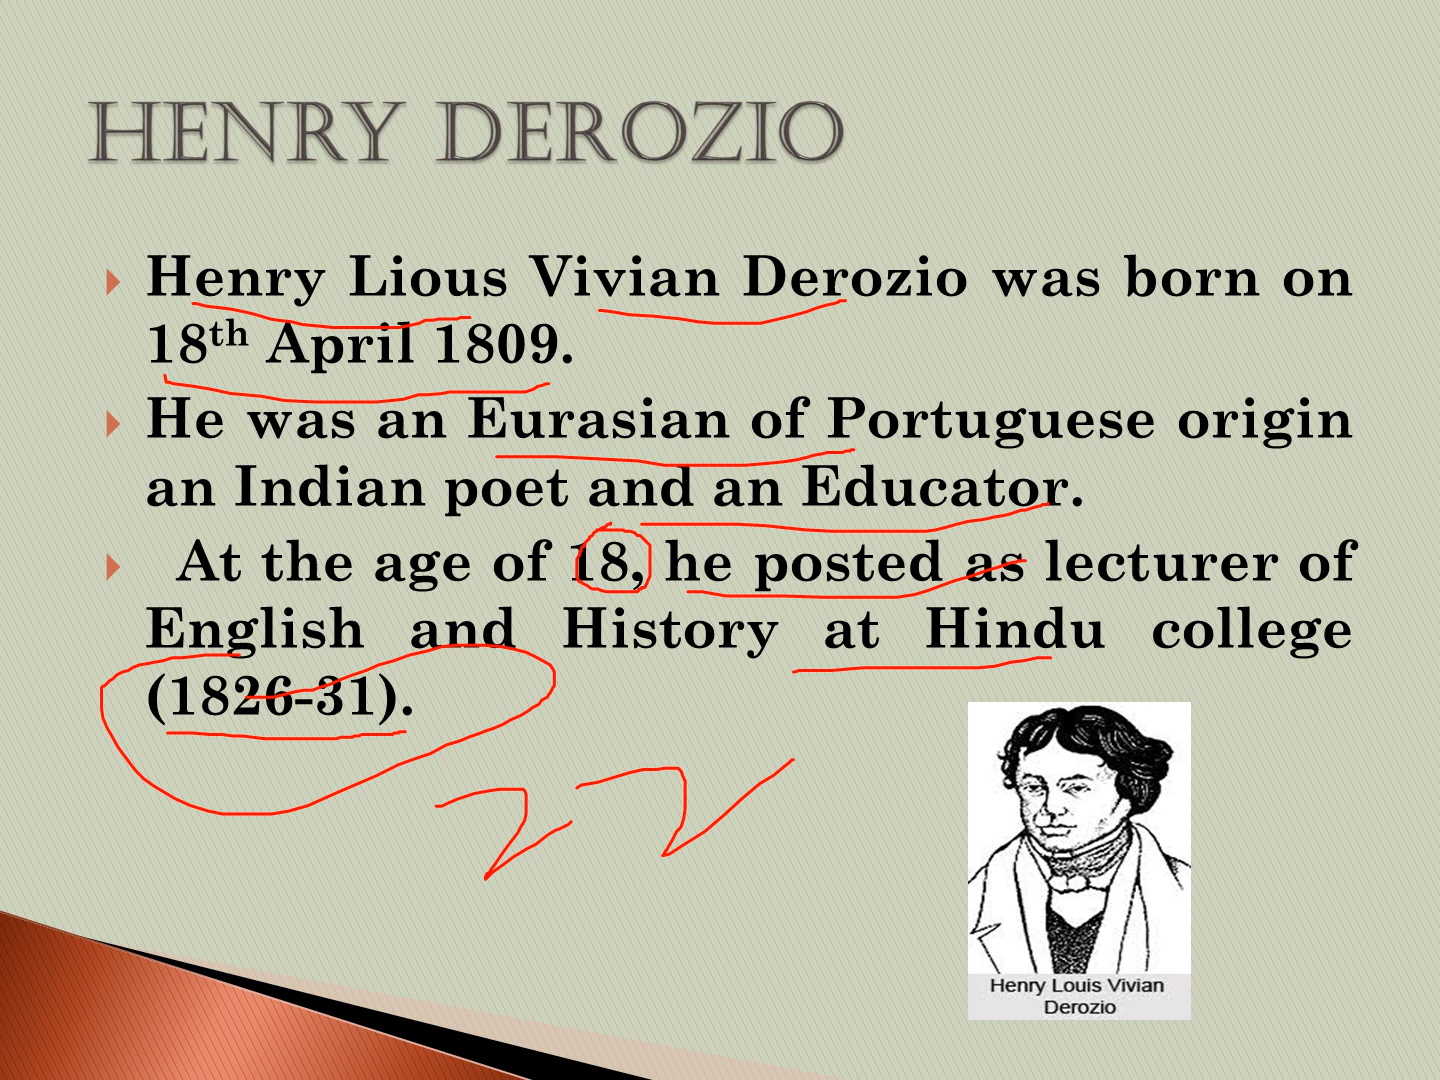 HENRY DEROZIO
Henry Lious Vivian Derozio was born on
18th April 1809.
He was an Eurasian of Portuguese origin
an Indian poet and an Educator.
At the age of 18, he posted as lecturer of
English and History at Hindu college
(1826-31).
22
Henry Louis Vivian
Derozio